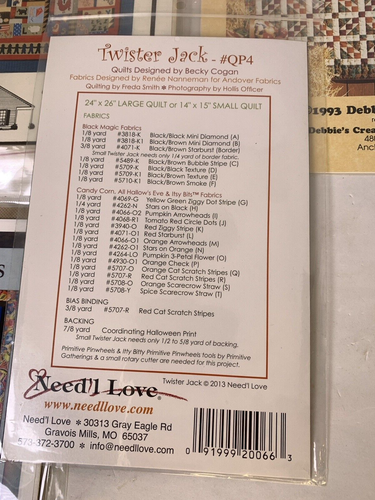 Twister Jack - #QP4
Quilts Designed by Becky Cogan
Fabrics Designed by Renée Nanneman for Andover Fabrics
Quilting by Freda Smith * Photography by Hollis Officer
24" x 26" LARGE QUILT or 14" x 15" SMALL QUILT
FABRICS
Black Magic Fabrics
1/8 yard #3818-K Black/Black Mini Diamond (A)
1/8 yard #3818-K1 Black/Brown Mini Diamond (B)
3/8 yard #4071-K Black/Brown Starburst (Border)
Small Twister Jack needs only 1/4 yard of border fabric.
1/8 yard #5489-K Black/Brown Bubble Stripe (C)
1/8 yard #5709-K Black/Black Texture (D)
1/8 yard #5709-K1 Black/Brown Texture (E)
1/8 yard #5710-K1 Black/Brown Smoke (F)
Candy Corn, All Hallow's Eve & Itsy Bits™ Fabrics
1/8 yard #4069-G Yellow Green Ziggy Dot Stripe (G)
1/4 yard #4262-N Stars on Black (H)
1/8 yard #4066-O2 Pumpkin Arrowheads (I)
1/8 yard #4068-R1 Tomato Red Circle Dots (J)
1/8 yard #3940-O Red Ziggy Stripe (K)
1/8 yard #4071-O1 Red Starburst (L)
1/8 yard #4066-O1 Orange Arrowheads (M)
1/8 yard #4262-O1 Stars on Orange (N)
1/8 yard #4264-LO Pumpkin 3-Petal Flower (O)
1/8 yard #4930-O1 Orange Check (P)
1/8 yard #5707-O Orange Cat Scratch Stripes (Q)
1/8 yard #5707-R Red Cat Scratch Stripes (R)
1/8 yard #5708-O Orange Scarecrow Straw (S)
1/8 yard #5708-Y Spice Scarecrow Straw (T)
BIAS BINDING
3/8 yard #5707-R Red Cat Scratch Stripes
BACKING
7/8 yard Coordinating Halloween Print
Small Twister Jack needs only 1/2 to 5/8 yard of backing.
Primitive Pinwheels & Itty Bitty Primitive Pinwheels tools by Primitive
Gatherings & a small rotary cutter are needed for this project.
Twister Jack © 2013 Need'l Love
Need'l Love®
www.needllove.com
Need'l Love * 30313 Gray Eagle Rd
Gravois Mills, MO 65037
573-372-3700 * info@needllove.com
0 91999 20066 3
1993 Debb
Debbie's Crea
480
Anch